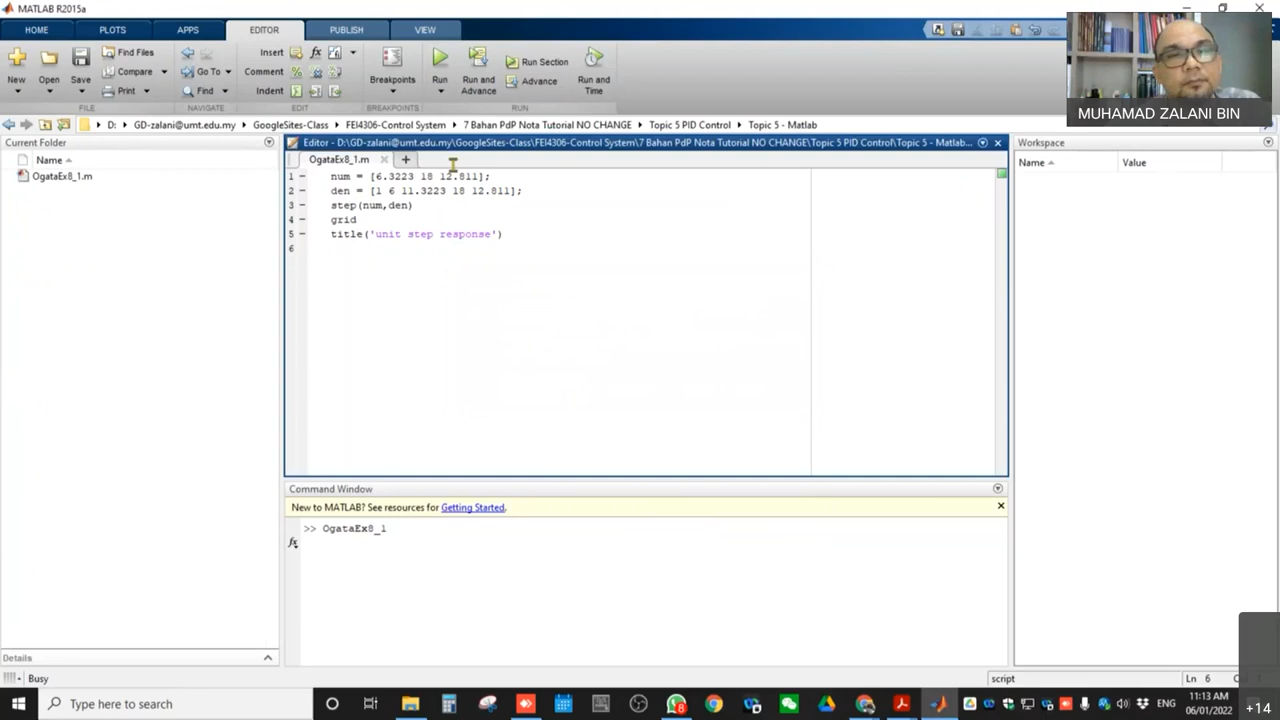 MATLAB R2015a
HOME PLOTS APPS EDITOR PUBLISH VIEW
New Open Save Find Files Compare Print Go To Find Insert Comment Indent Breakpoints Run Run and Advance Run Section Advance Run and Time
FILE NAVIGATE EDIT BREAKPOINTS RUN
MUHAMAD ZALANI BIN
D: GD-zalani@umt.edu.my GoogleSites-Class FEI4306-Control System 7 Bahan PdP Nota Tutorial NO CHANGE Topic 5 PID Control Topic 5 - Matlab
Current Folder
Name
OgataEx8_1.m
Details
Editor - D:\GD-zalani@umt.edu.my\GoogleSites-Class\FEI4306-Control System\7 Bahan PdP Nota Tutorial NO CHANGE\Topic 5 PID Control\Topic 5 - Matlab...
OgataEx8_1.m
1 num = [6.3223 18 12.811];
2 den = [1 6 11.3223 18 12.811];
3 step(num,den)
4 grid
5 title('unit step response')
6
Command Window
New to MATLAB? See resources for Getting Started.
>> OgataEx8_1
fx
Workspace
Name Value
Busy
script Ln 6
Type here to search
8
ENG
11:13 AM
06/01/2022
+14